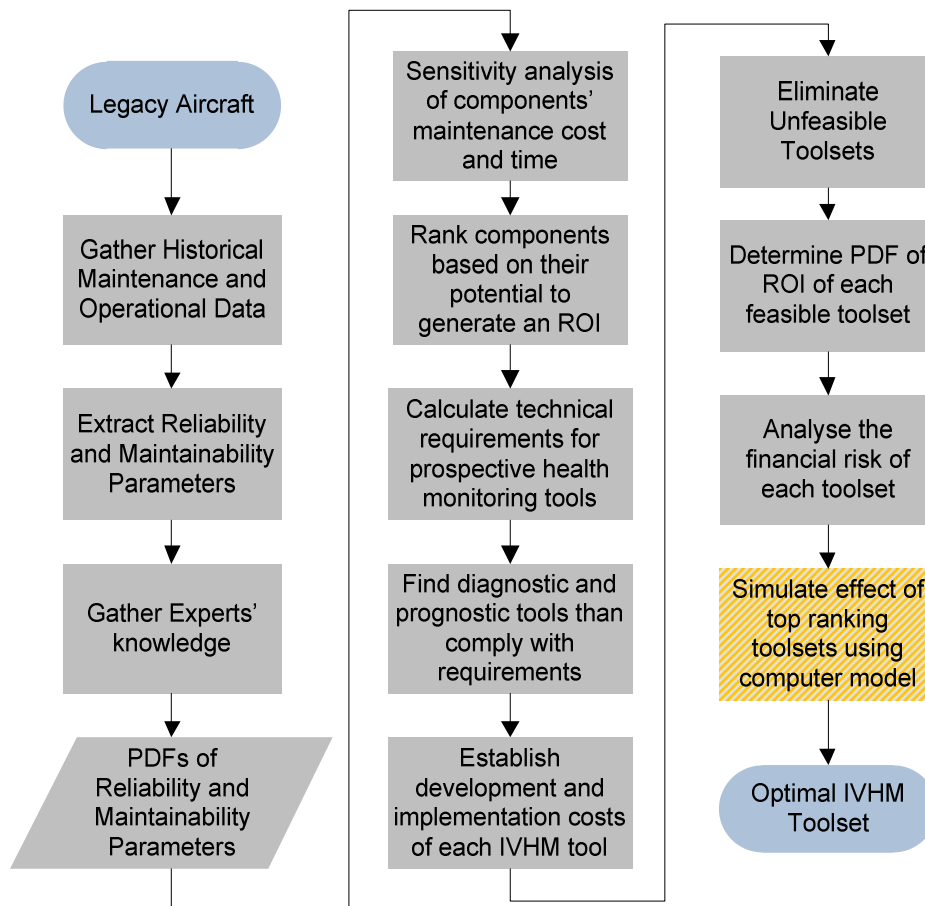 Legacy Aircraft
Gather Historical
Maintenance and
Operational Data
Extract Reliability
and Maintainability
Parameters
Gather Experts’
knowledge
PDFs of
Reliability and
Maintainability
Parameters
Sensitivity analysis
of components’
maintenance cost
and time
Rank components
based on their
potential to
generate an ROI
Calculate technical
requirements for
prospective health
monitoring tools
Find diagnostic and
prognostic tools than
comply with
requirements
Establish
development and
implementation costs
of each IVHM tool
Eliminate
Unfeasible
Toolsets
Determine PDF of
ROI of each
feasible toolset
Analyse the
financial risk of
each toolset
Simulate effect of
top ranking
toolsets using
computer model
Optimal IVHM
Toolset